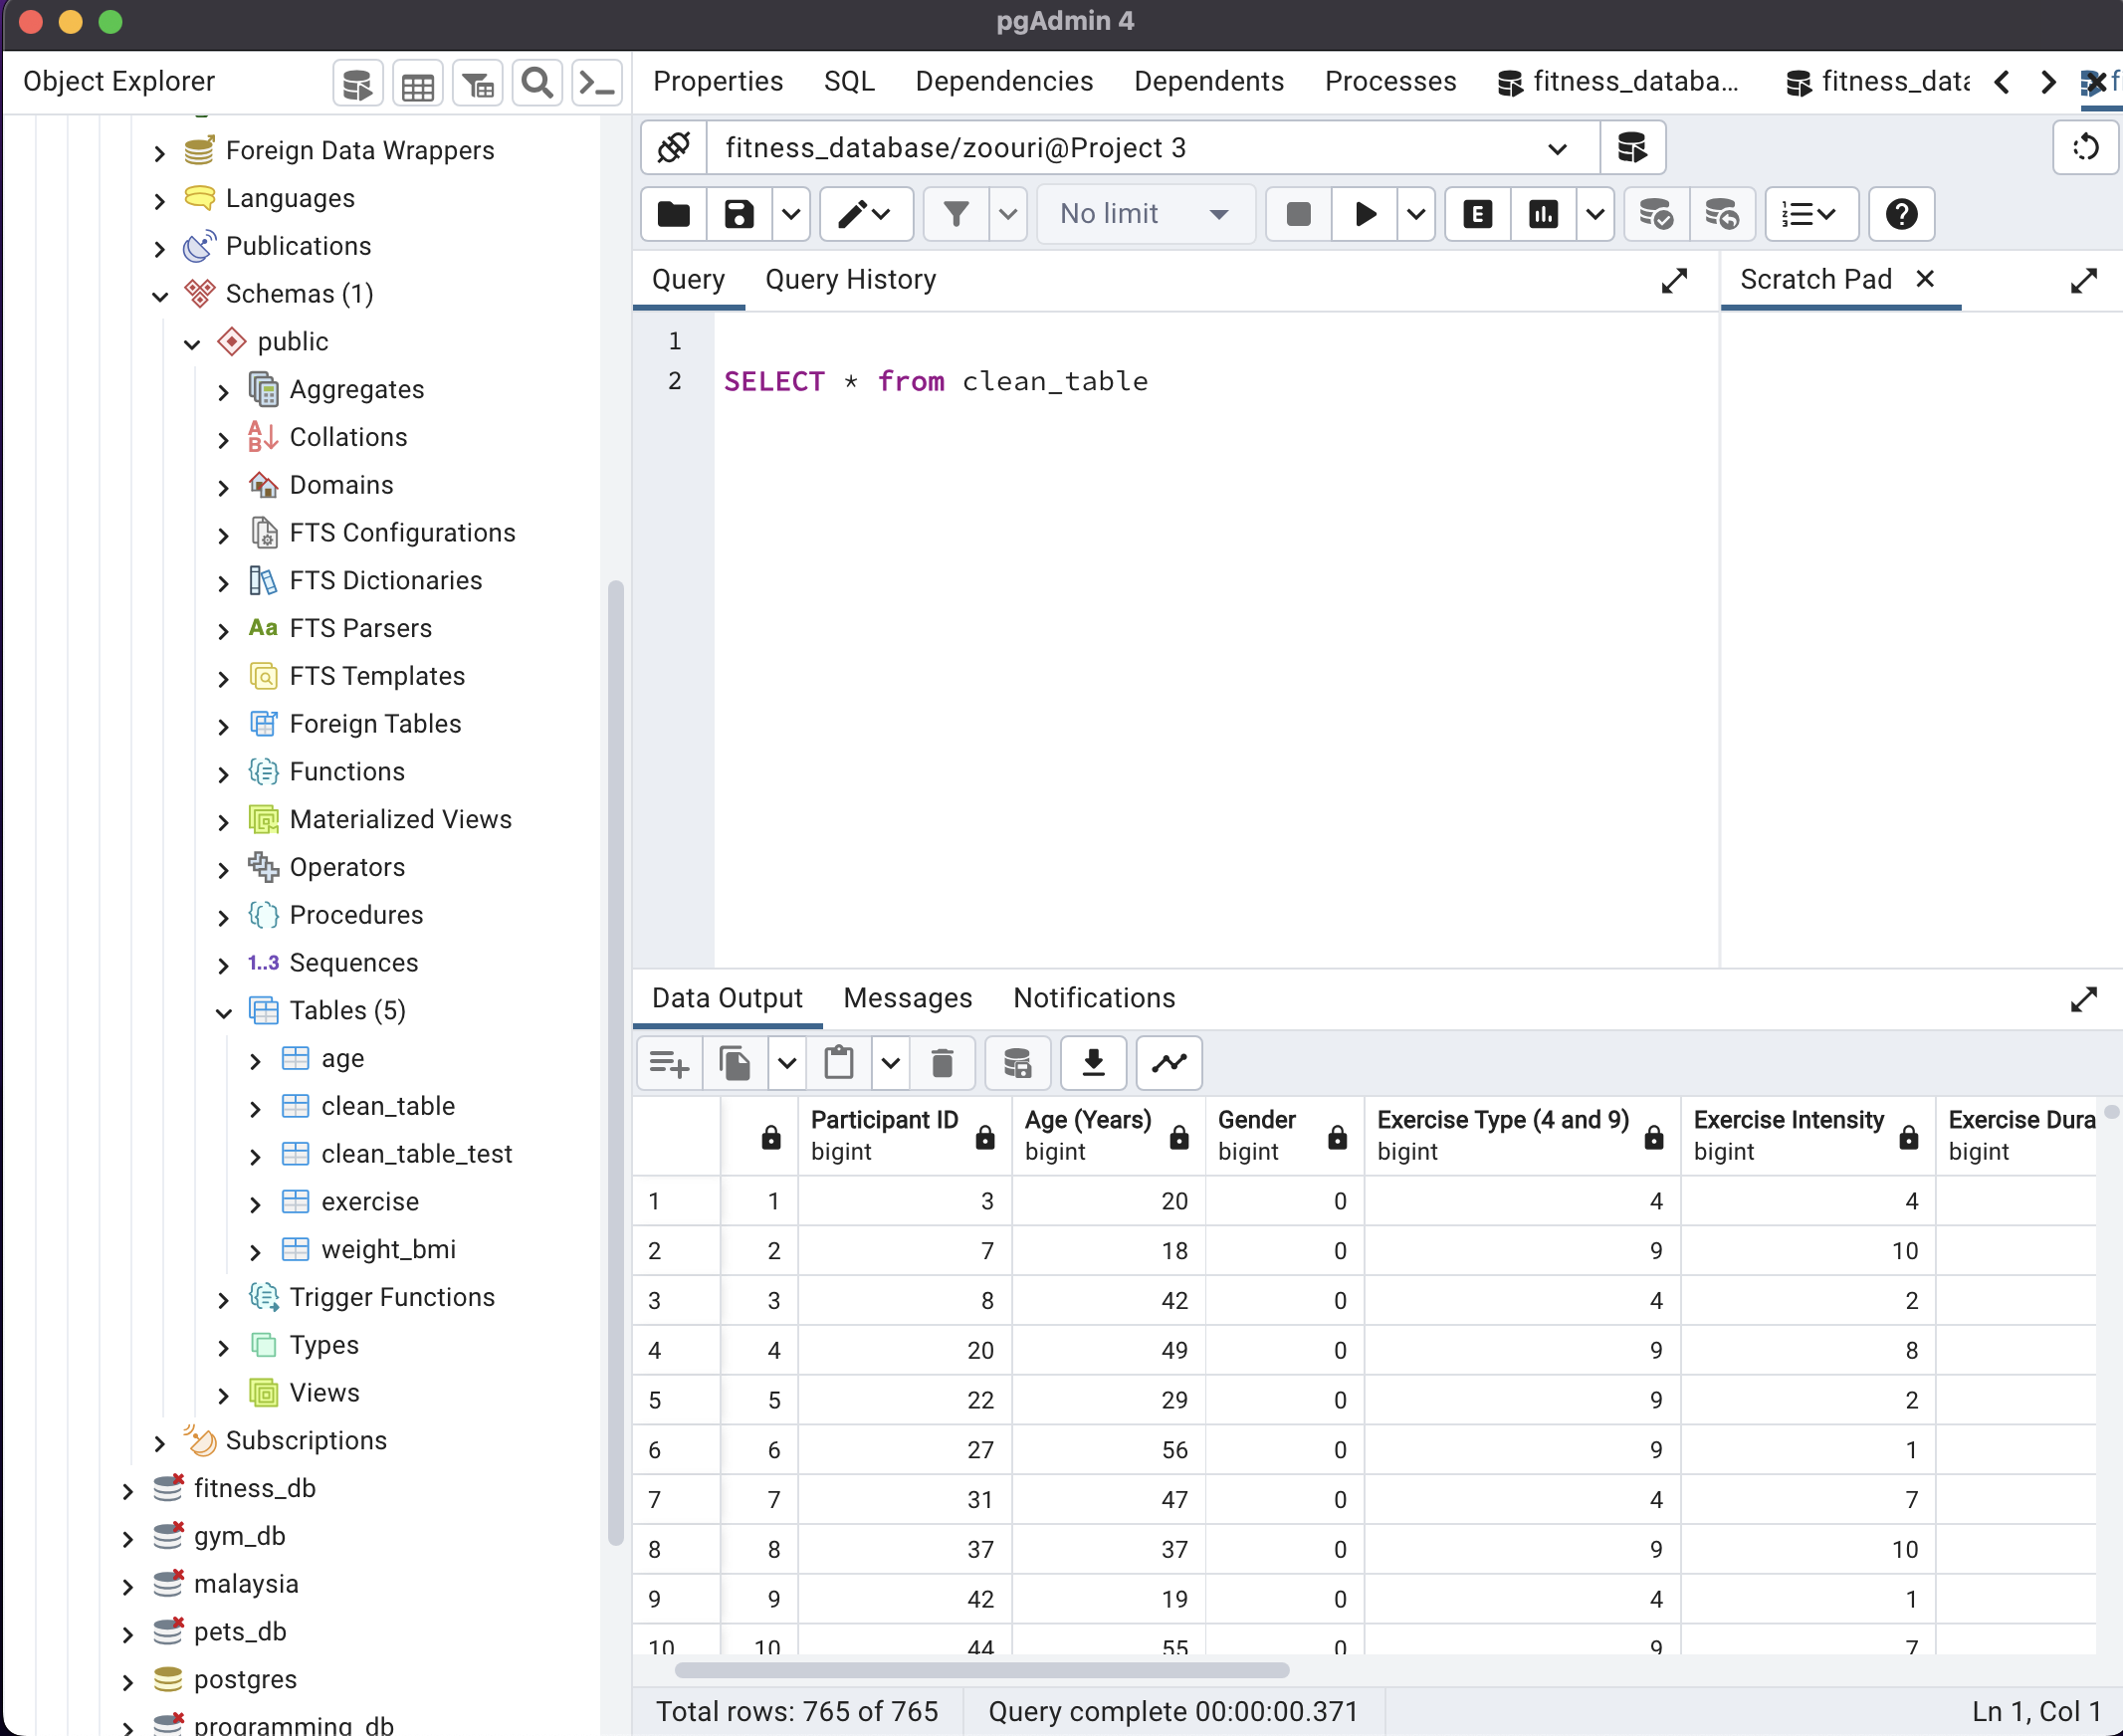 pgAdmin 4
Object Explorer
Properties SQL Dependencies Dependents Processes fitness_databa... fitness_data
Foreign Data Wrappers
Languages
Publications
Schemas (1)
public
Aggregates
AB
Collations
Domains
FTS Configurations
FTS Dictionaries
Aa FTS Parsers
FTS Templates
Foreign Tables
Functions
Materialized Views
Operators
Procedures
1..3 Sequences
Tables (5)
age
clean_table
clean_table_test
exercise
weight_bmi
Trigger Functions
Types
Views
Subscriptions
fitness_db
gym_db
malaysia
pets_db
postgres
programming_db
fitness_database/zoouri@Project 3
No limit E
Query Query History Scratch Pad
1
2 SELECT * from clean_table
Data Output Messages Notifications
Participant ID Age (Years) Gender Exercise Type (4 and 9) Exercise Intensity Exercise Dura
bigint bigint bigint bigint bigint bigint
1 1 3 20 0 4 4
2 2 7 18 0 9 10
3 3 8 42 0 4 2
4 4 20 49 0 9 8
5 5 22 29 0 9 2
6 6 27 56 0 9 1
7 7 31 47 0 4 7
8 8 37 37 0 9 10
9 9 42 19 0 4 1
10 10 44 55 0 9 7
Total rows: 765 of 765 Query complete 00:00:00.371 Ln 1, Col 1